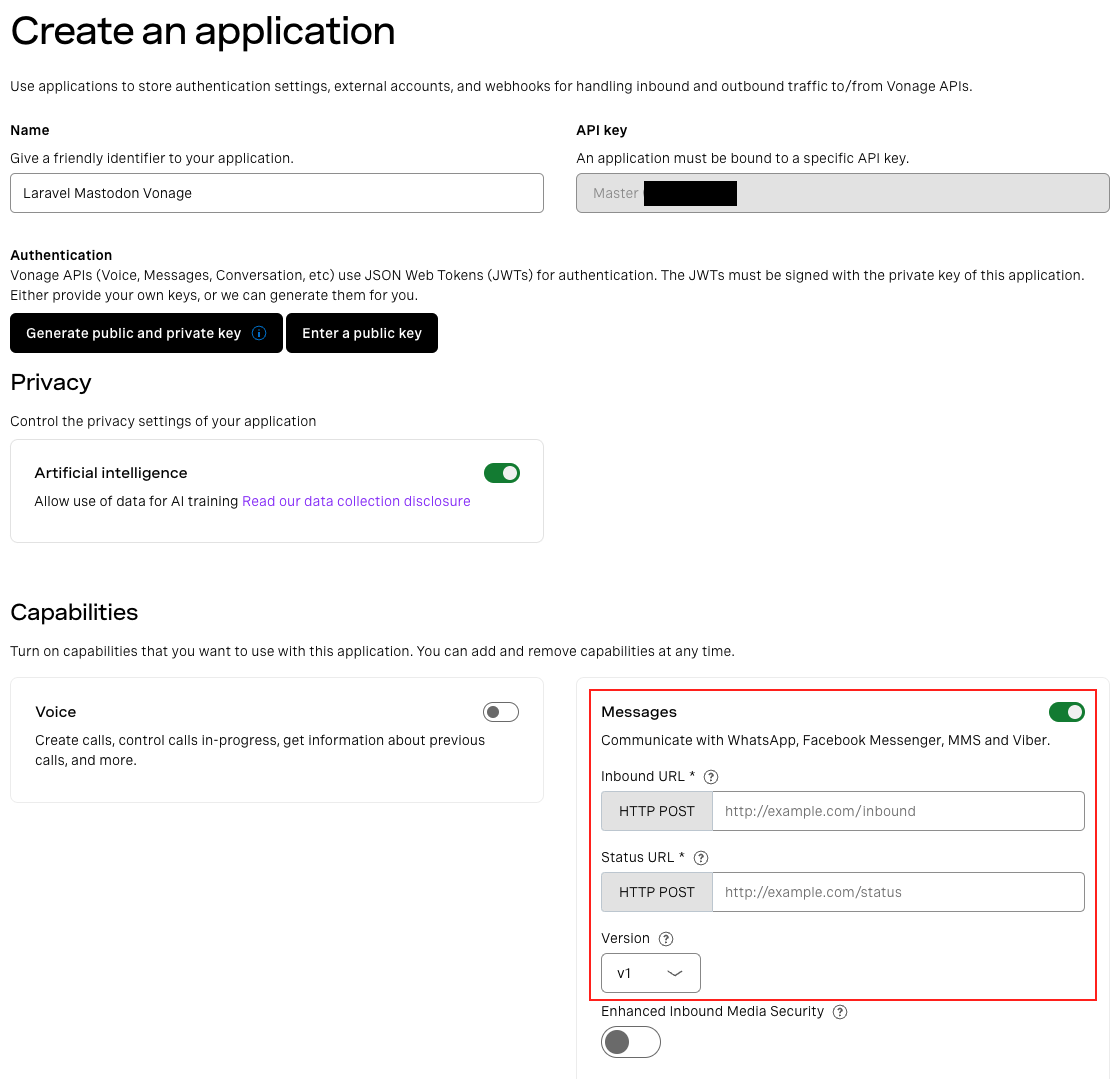 Create an application
Use applications to store authentication settings, external accounts, and webhooks for handling inbound and outbound traffic to/from Vonage APIs.
Name
Give a friendly identifier to your application.
Laravel Mastodon Vonage
API key
An application must be bound to a specific API key.
Master
Authentication
Vonage APIs (Voice, Messages, Conversation, etc) use JSON Web Tokens (JWTs) for authentication. The JWTs must be signed with the private key of this application.
Either provide your own keys, or we can generate them for you.
Generate public and private key
Enter a public key
Privacy
Control the privacy settings of your application
Artificial intelligence
Allow use of data for AI training Read our data collection disclosure
Capabilities
Turn on capabilities that you want to use with this application. You can add and remove capabilities at any time.
Voice
Create calls, control calls in-progress, get information about previous
calls, and more.
Messages
Communicate with WhatsApp, Facebook Messenger, MMS and Viber.
Inbound URL * ?
HTTP POST http://example.com/inbound
Status URL * ?
HTTP POST http://example.com/status
Version ?
v1
Enhanced Inbound Media Security ?